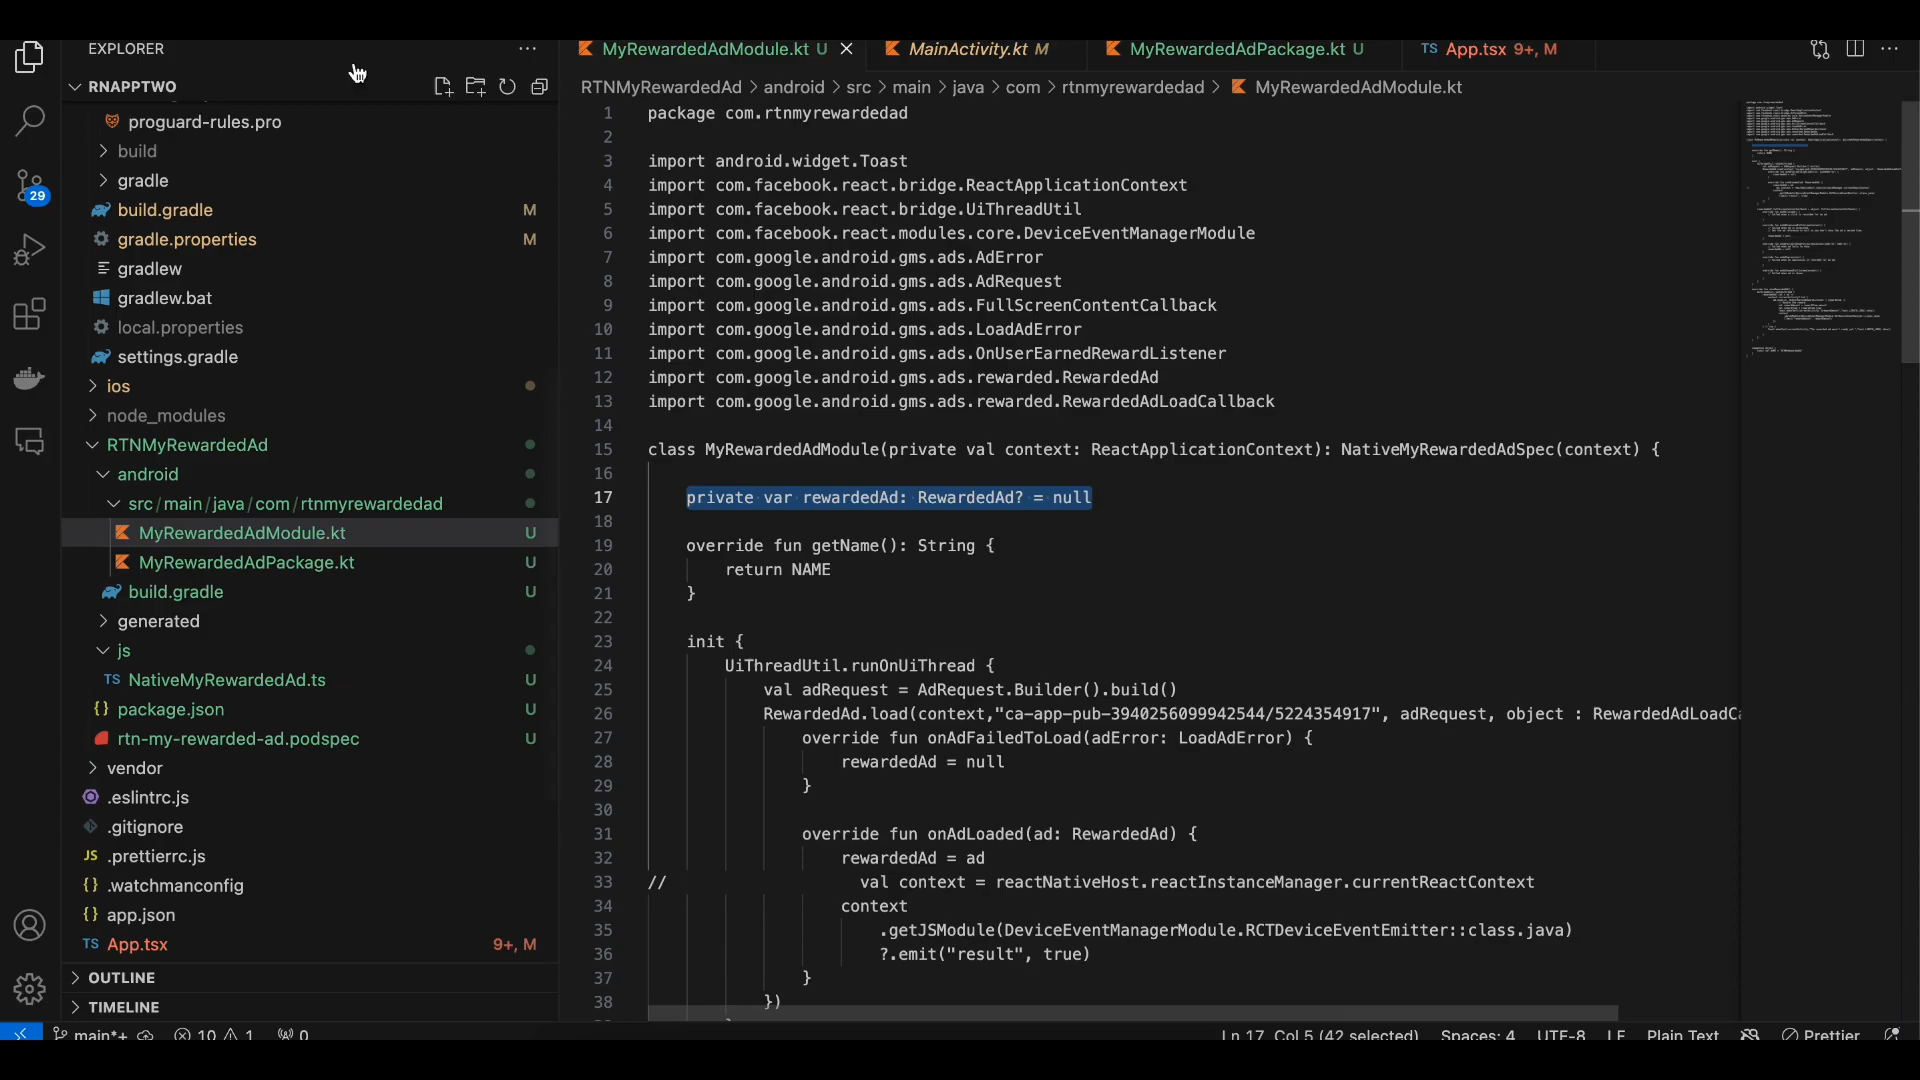 EXPLORER
RNAPPTWO
proguard-rules.pro
build
gradle
build.gradle M
gradle.properties M
gradlew
gradlew.bat
local.properties
settings.gradle
ios
node_modules
RTNMyRewardedAd
android
src/main/java/com/rtnmyrewardedad
MyRewardedAdModule.kt U
MyRewardedAdPackage.kt U
build.gradle U
generated
js
TS NativeMyRewardedAd.ts U
{} package.json U
rtn-my-rewarded-ad.podspec U
vendor
.eslintrc.js
.gitignore
JS .prettierrc.js
{} .watchmanconfig
{} app.json
TS App.tsx 9+, M
OUTLINE
TIMELINE
29
MyRewardedAdModule.kt U
MainActivity.kt M
MyRewardedAdPackage.kt U
TS App.tsx 9+, M
RTNMyRewardedAd > android > src > main > java > com > rtnmyrewardedad > MyRewardedAdModule.kt
1 package com.rtnmyrewardedad
2
3 import android.widget.Toast
4 import com.facebook.react.bridge.ReactApplicationContext
5 import com.facebook.react.bridge.UiThreadUtil
6 import com.facebook.react.modules.core.DeviceEventManagerModule
7 import com.google.android.gms.ads.AdError
8 import com.google.android.gms.ads.AdRequest
9 import com.google.android.gms.ads.FullScreenContentCallback
10 import com.google.android.gms.ads.LoadAdError
11 import com.google.android.gms.ads.OnUserEarnedRewardListener
12 import com.google.android.gms.ads.rewarded.RewardedAd
13 import com.google.android.gms.ads.rewarded.RewardedAdLoadCallback
14
15 class MyRewardedAdModule(private val context: ReactApplicationContext): NativeMyRewardedAdSpec(context) {
16
17 private var rewardedAd: RewardedAd? = null
18
19 override fun getName(): String {
20 return NAME
21 }
22
23 init {
24 UiThreadUtil.runOnUiThread {
25 val adRequest = AdRequest.Builder().build()
26 RewardedAd.load(context,"ca-app-pub-3940256099942544/5224354917", adRequest, object : RewardedAdLoadCa
27 override fun onAdFailedToLoad(adError: LoadAdError) {
28 rewardedAd = null
29 }
30
31 override fun onAdLoaded(ad: RewardedAd) {
32 rewardedAd = ad
33 // val context = reactNativeHost.reactInstanceManager.currentReactContext
34 context
35 .getJSModule(DeviceEventManagerModule.RCTDeviceEventEmitter::class.java)
36 ?.emit("result", true)
37 }
38 })
main*+ 10 1 0
Ln 17, Col 5 (42 selected) Spaces: 4 UTF-8 LF Plain Text Prettier